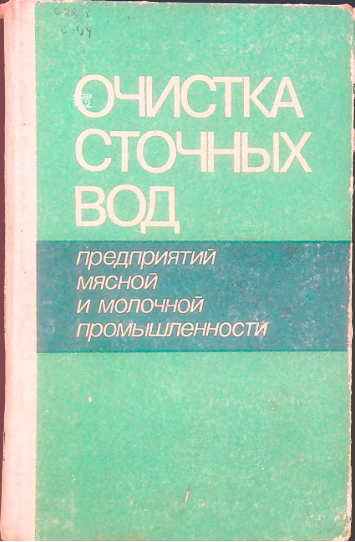 ОЧИСТКА
СТОЧНЫХ
ВОД
предприятий
мясной
и молочной
промышленности